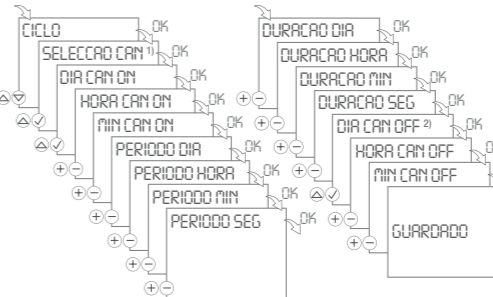 CICLO
OK
SELECCAO CAN 1)
OK
DIA CAN ON
OK
HORA CAN ON
OK
MIN CAN ON
OK
PERIODO DIA
OK
PERIODO HORA
OK
PERIODO MIN
OK
PERIODO SEG
OK
DURACAO DIA
OK
DURACAO HORA
OK
DURACAO MIN
OK
DURACAO SEG
OK
DIA CAN OFF 2)
OK
HORA CAN OFF
MIN CAN OFF
GUARDADO